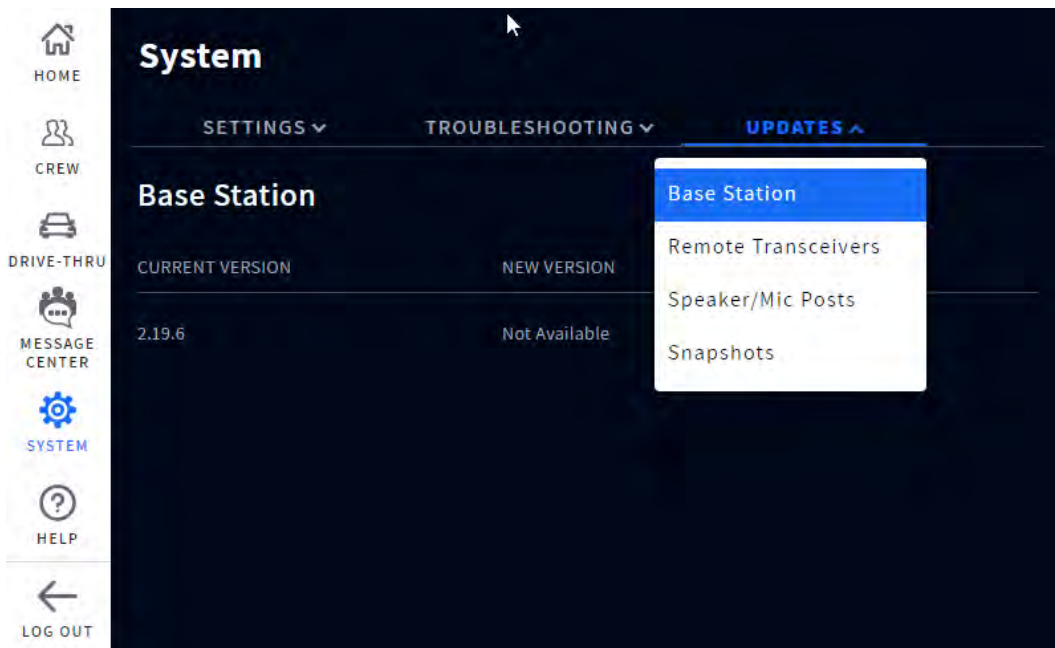 HOME
CREW
DRIVE-THRU
MESSAGE
CENTER
SYSTEM
HELP
LOG OUT
System
SETTINGS
TROUBLESHOOTING
UPDATES
Base Station
CURRENT VERSION
NEW VERSION
2.19.6
Not Available
Base Station
Remote Transceivers
Speaker/Mic Posts
Snapshots